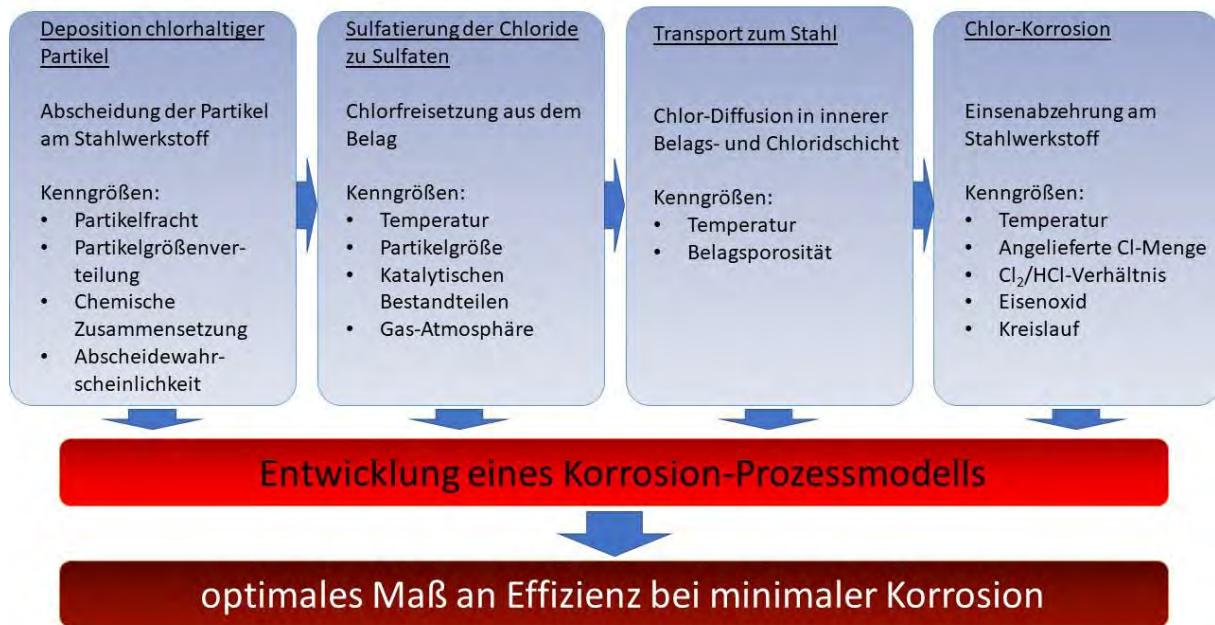 Deposition chlorhaltiger
Partikel
Abscheidung der Partikel
am Stahlwerkstoff
Kenngrößen:
• Partikelfracht
• Partikelgrößenver-
teilung
• Chemische
Zusammensetzung
• Abscheidewahr-
scheinlichkeit
Sulfatierung der Chloride
zu Sulfaten
Chlorfreisetzung aus dem
Belag
Kenngrößen:
• Temperatur
• Partikelgröße
• Katalytischen
Bestandteilen
• Gas-Atmosphäre
Transport zum Stahl
Chlor-Diffusion in innerer
Belags- und Chloridschicht
Kenngrößen:
• Temperatur
• Belagsporosität
Chlor-Korrosion
Einsenabzehrung am
Stahlwerkstoff
Kenngrößen:
• Temperatur
• Angelieferte Cl-Menge
• Cl₂/HCl-Verhältnis
• Eisenoxid
• Kreislauf
Entwicklung eines Korrosion-Prozessmodells
optimales Maß an Effizienz bei minimaler Korrosion